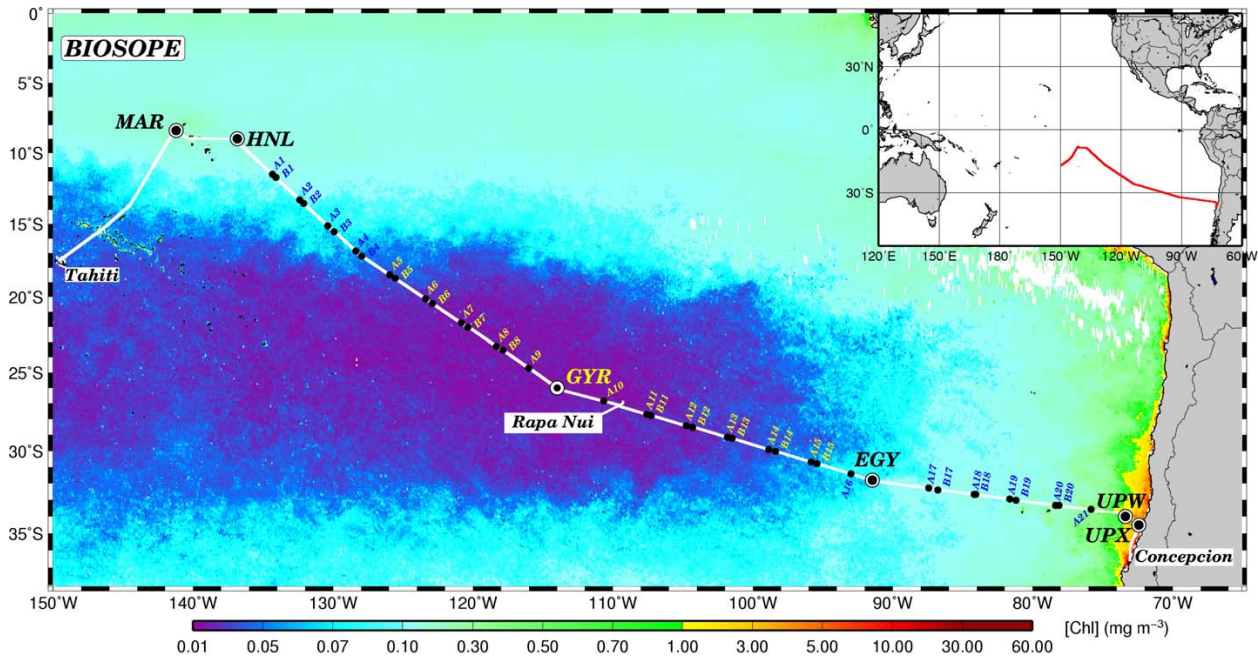 0°
5°S
10°S
15°S
20°S
25°S
30°S
35°S
BIOSOPE
MAR
HNL
Tahiti
A1
B1
A2
B2
A3
B3
A4
B4
A5
B5
A6
B6
A7
B7
A8
B8
A9
GYR
A10
Rapa Nui
A11
B11
A12
B12
A13
B13
A14
B14
A15
B15
A16
EGY
A17
B17
A18
B18
A19
B19
A20
B20
A21
UPW
UPX
Concepcion
30°N
0°
30°S
120°E 150°E 180° 150°W 120°W 90°W 60°W
150°W 140°W 130°W 120°W 110°W 100°W 90°W 80°W 70°W
0.01 0.05 0.07 0.10 0.30 0.50 0.70 1.00 3.00 5.00 10.00 30.00 60.00
[Chl] (mg m⁻³)